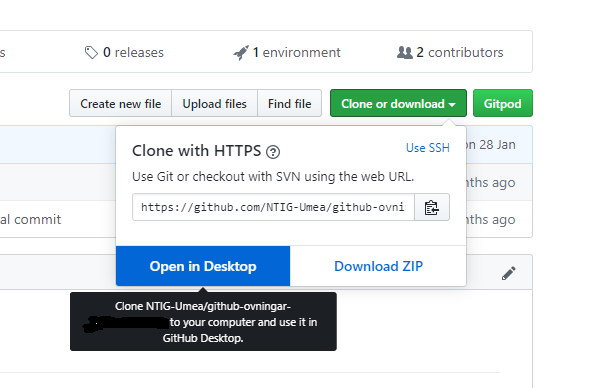 s 0 releases 1 environment 2 contributors
Create new file Upload files Find file Clone or download Gitpod
on 28 Jan
Clone with HTTPS Use SSH
Use Git or checkout with SVN using the web URL.
nths ago
https://github.com/NTIG-Umea/github-ovni
al commit nths ago
Open in Desktop Download ZIP
Clone NTIG-Umea/github-ovningar-
to your computer and use it in
GitHub Desktop.